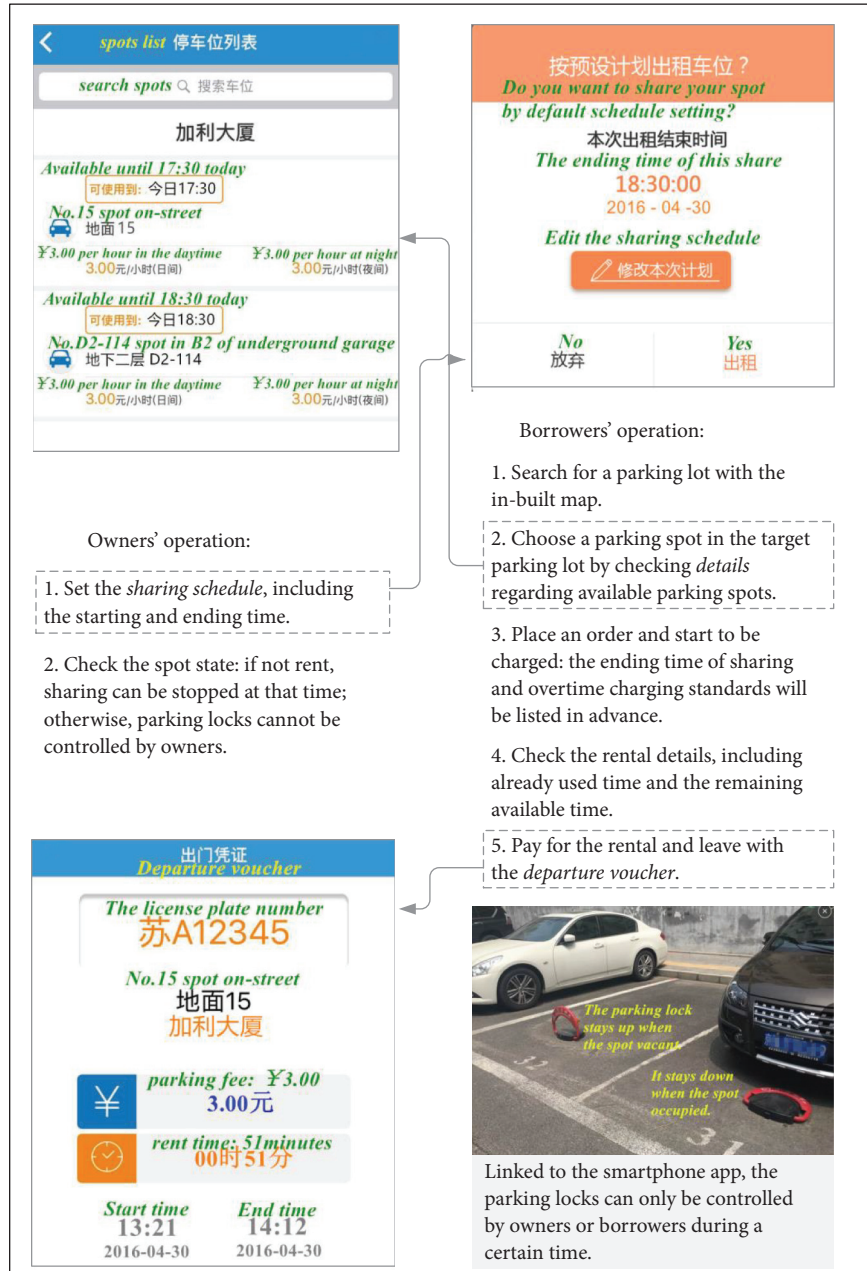 spots list 停车位列表
search spots 搜索车位
加利大厦
Available until 17:30 today
可使用到: 今日17:30
No.15 spot on-street
地面 15
¥3.00 per hour in the daytime ¥3.00 per hour at night
3.00元/小时(日间) 3.00元/小时(夜间)
Available until 18:30 today
可使用到: 今日18:30
No.D2-114 spot in B2 of underground garage
地下二层 D2-114
¥3.00 per hour in the daytime ¥3.00 per hour at night
3.00元/小时(日间) 3.00元/小时(夜间)
按预设计划出租车位？
Do you want to share your spot
by default schedule setting?
本次出租结束时间
The ending time of this share
18:30:00
2016 - 04 -30
Edit the sharing schedule
修改本次计划
No Yes
放弃 出租
Owners' operation:
1. Set the sharing schedule, including
the starting and ending time.
2. Check the spot state: if not rent,
sharing can be stopped at that time;
otherwise, parking locks cannot be
controlled by owners.
Borrowers' operation:
1. Search for a parking lot with the
in-built map.
2. Choose a parking spot in the target
parking lot by checking details
regarding available parking spots.
3. Place an order and start to be
charged: the ending time of sharing
and overtime charging standards will
be listed in advance.
4. Check the rental details, including
already used time and the remaining
available time.
5. Pay for the rental and leave with
the departure voucher.
出门凭证
Departure voucher
The license plate number
苏A12345
No.15 spot on-street
地面15
加利大厦
¥
parking fee: ¥3.00
3.00元
rent time: 51minutes
00时51分
Start time End time
13:21 14:12
2016-04-30 2016-04-30
The parking lock
stays up when
the spot vacant.
It stays down
when the spot
occupied.
32
31
Linked to the smartphone app, the
parking locks can only be controlled
by owners or borrowers during a
certain time.